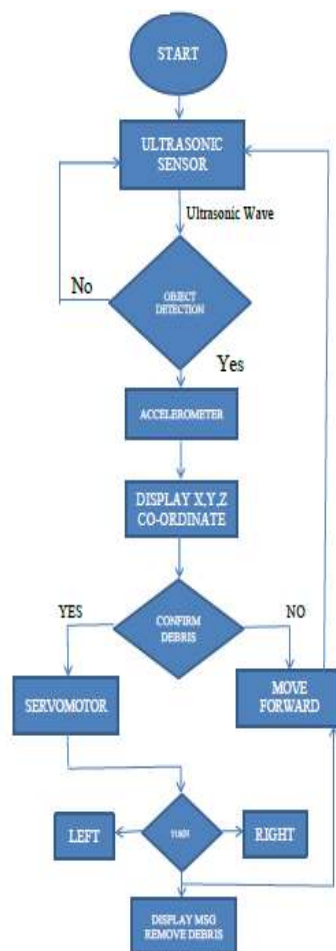 START
ULTRASONIC
SENSOR
Ultrasonic Wave
No
OBJECT
DETECTION
Yes
ACCELEROMETER
DISPLAY X,Y,Z
CO-ORDINATE
YES
CONFIRM
DEBRIS
NO
SERVOMOTOR
MOVE
FORWARD
LEFT
TURN
RIGHT
DISPLAY MSG
REMOVE DEBRIS